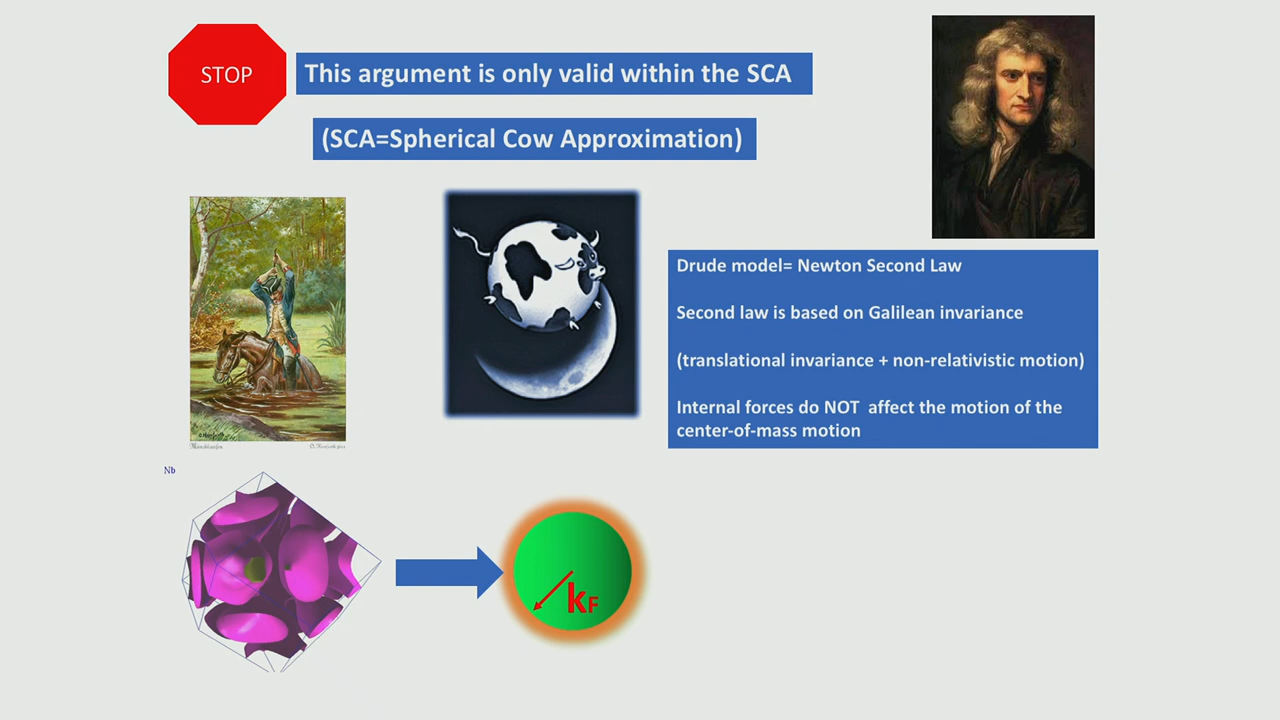 STOP
This argument is only valid within the SCA
(SCA=Spherical Cow Approximation)
Drude model= Newton Second Law
Second law is based on Galilean invariance
(translational invariance + non-relativistic motion)
Internal forces do NOT affect the motion of the
center-of-mass motion
Nb
kF